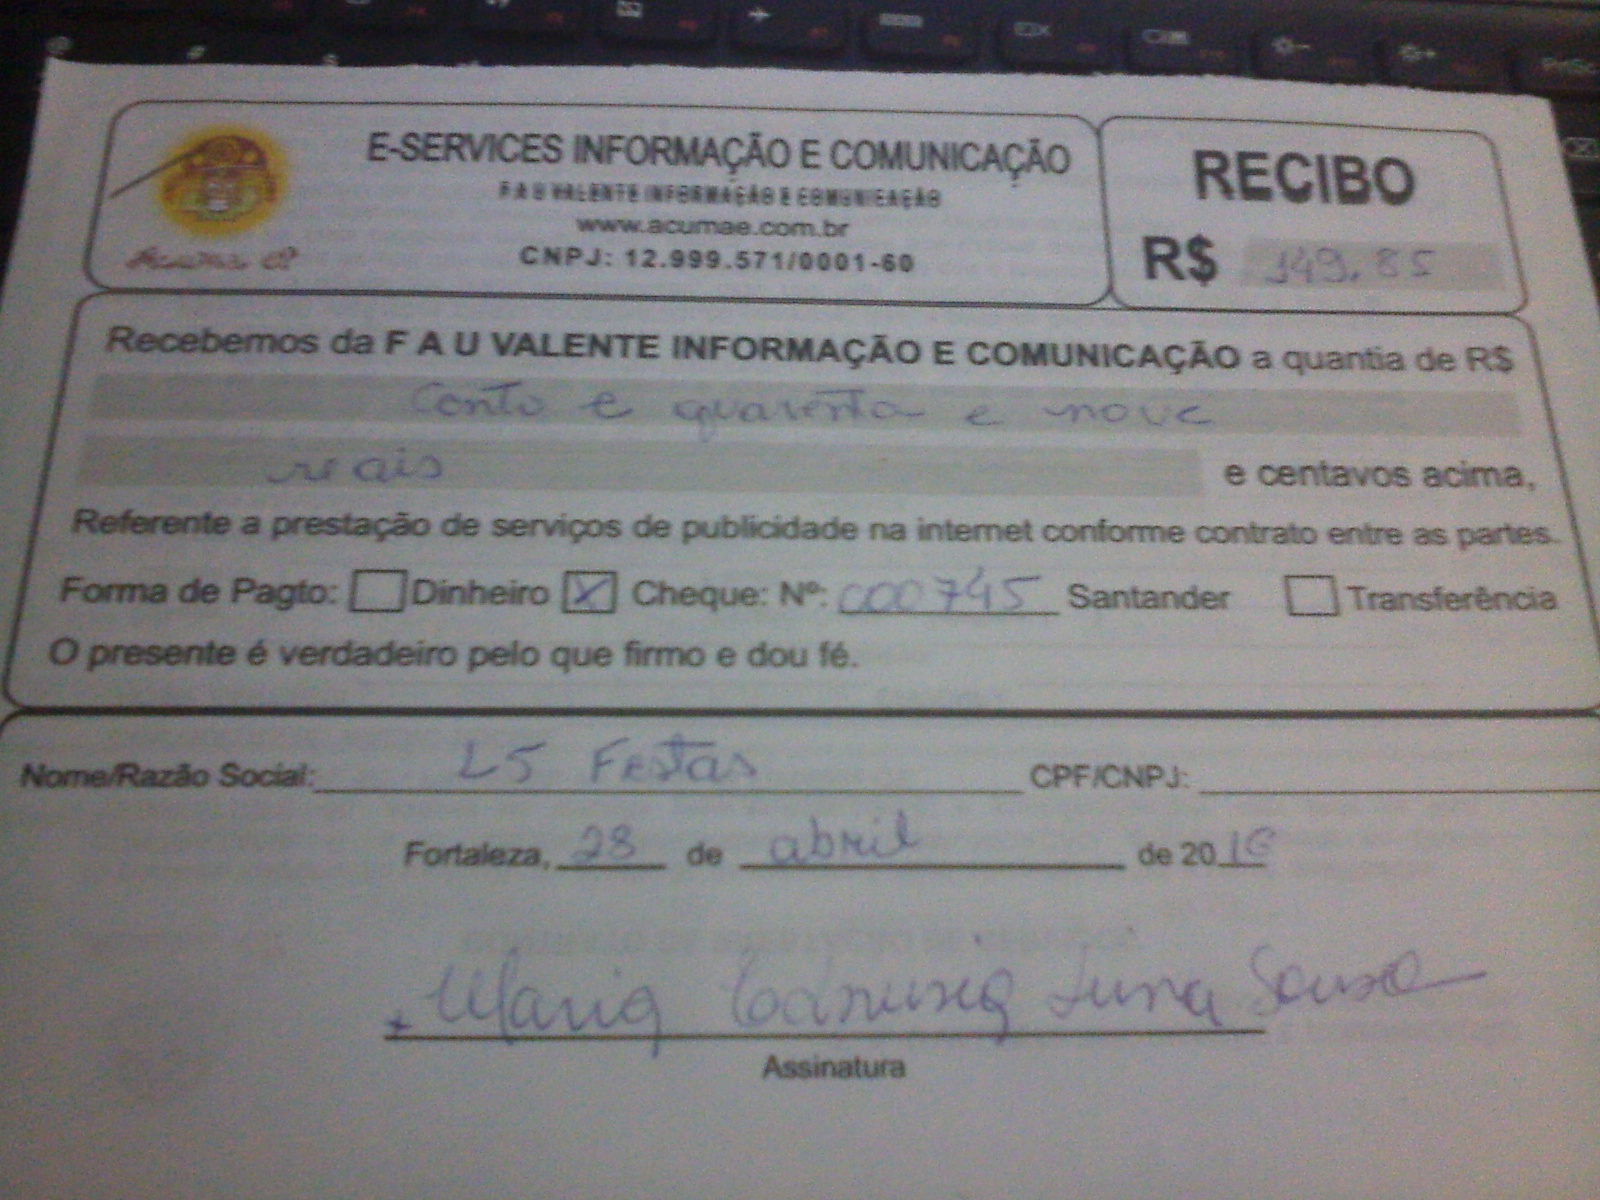 E-SERVICES INFORMAÇÃO E COMUNICAÇÃO
F A U VALENTE INFORMAÇÃO E COMUNICAÇÃO
www.acumae.com.br
CNPJ: 12.999.571/0001-60
RECIBO
R$ 149,85
Recebemos da F A U VALENTE INFORMAÇÃO E COMUNICAÇÃO a quantia de R$
Cento e quarenta e nove
reais e centavos acima,
Referente a prestação de serviços de publicidade na internet conforme contrato entre as partes.
Forma de Pagto: Dinheiro X Cheque: Nº: 000745 Santander Transferência
O presente é verdadeiro pelo que firmo e dou fé.
Nome/Razão Social: L5 Festas CPF/CNPJ:
Fortaleza, 28 de abril de 2016
Maria Luna Sousa
Assinatura